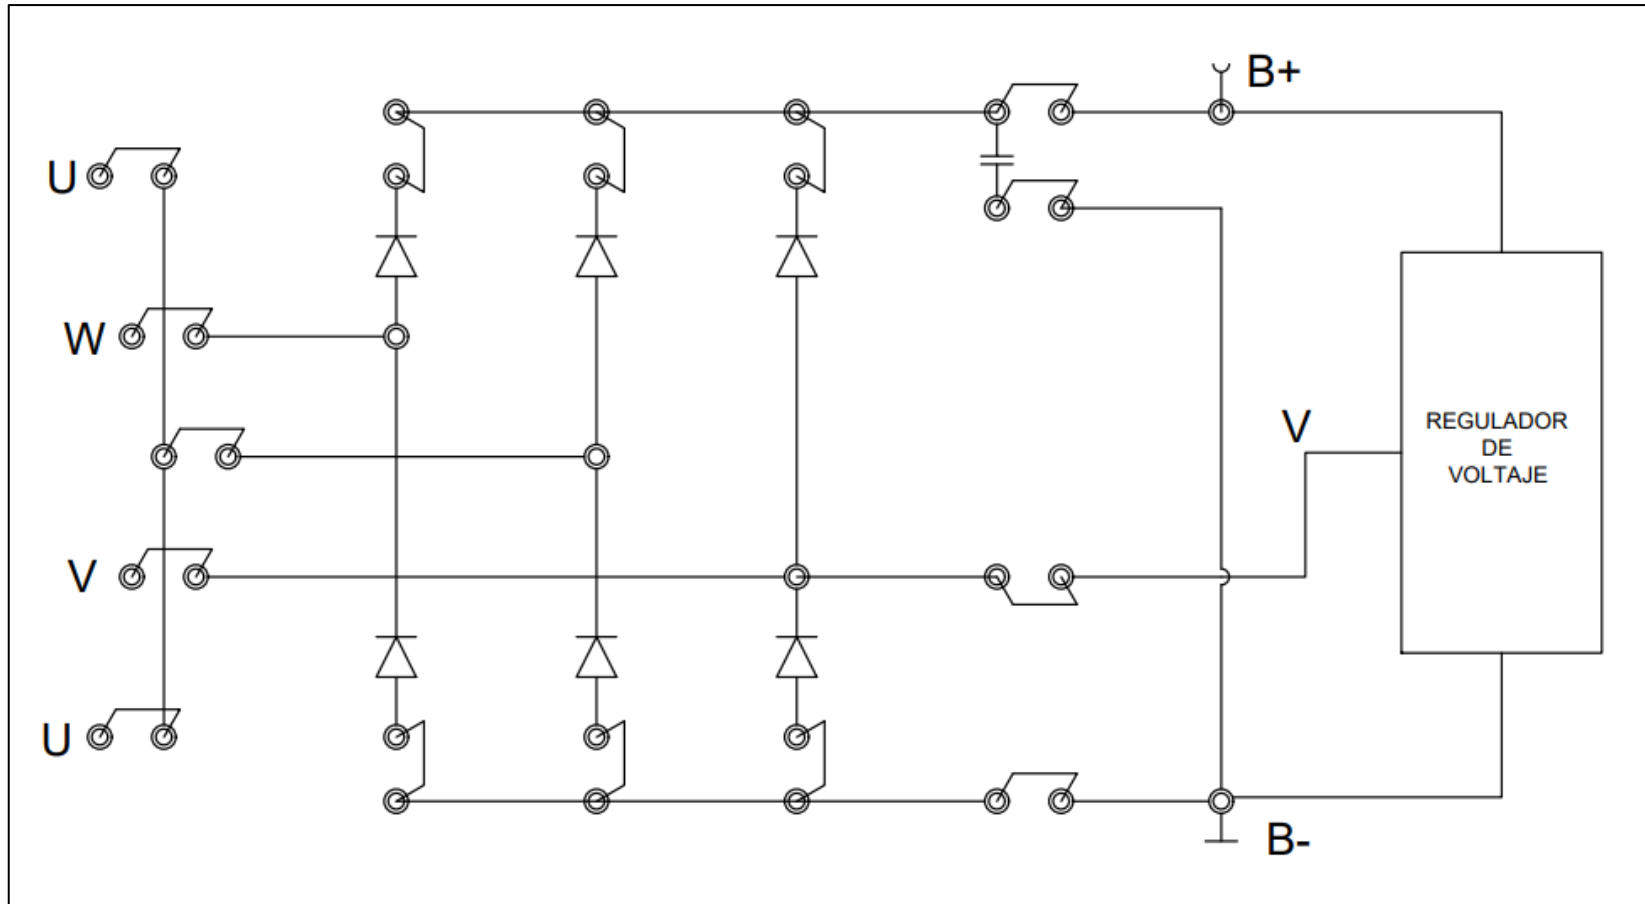 B+
U
W
V
REGULADOR
DE
VOLTAJE
V
U
B-